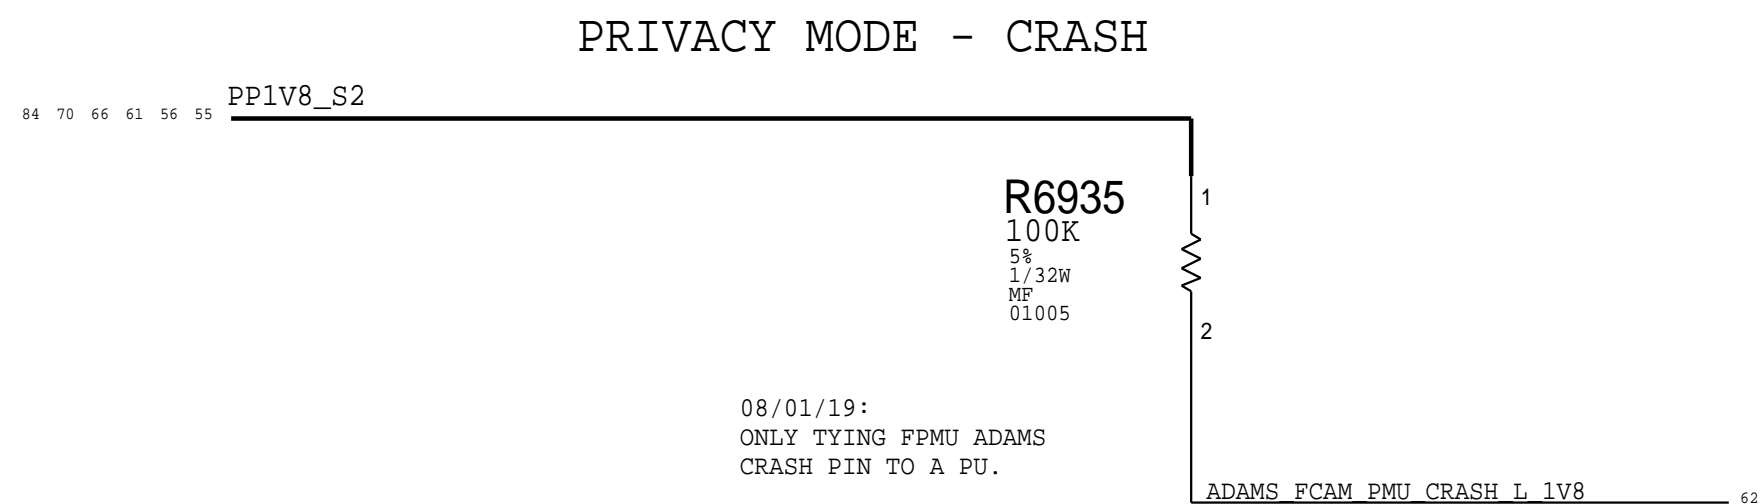 PRIVACY MODE - CRASH
84 70 66 61 56 55 PP1V8_S2
R6935
1
100K
5%
1/32W
MF
01005
2
08/01/19:
ONLY TYING FPMU ADAMS
CRASH PIN TO A PU.
ADAMS_FCAM_PMU_CRASH_L_1V8 62